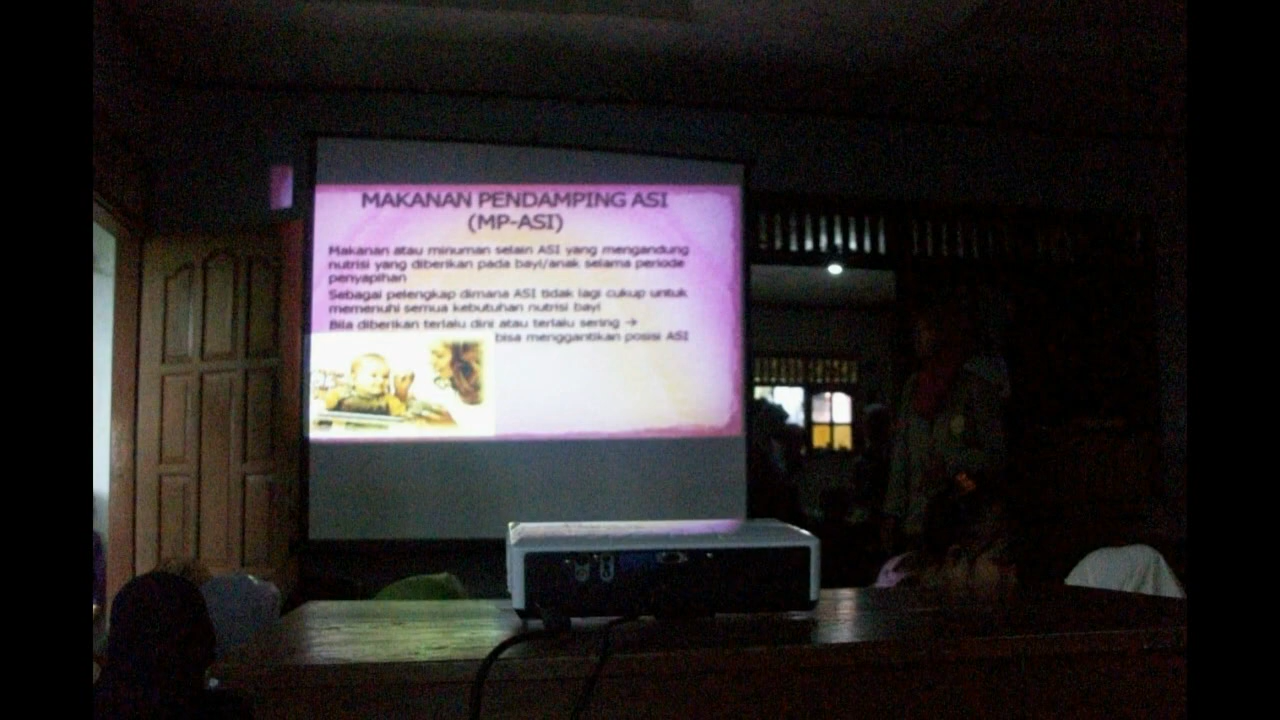 MAKANAN PENDAMPING ASI
(MP-ASI)
Makanan atau minuman selain ASI yang mengandung
nutrisi yang diberikan pada bayi/anak selama periode
penyapihan
Sebagai pelengkap dimana ASI tidak lagi cukup untuk
memenuhi semua kebutuhan nutrisi bayi
Bila diberikan terlalu dini atau terlalu sering →
bisa menggantikan posisi ASI